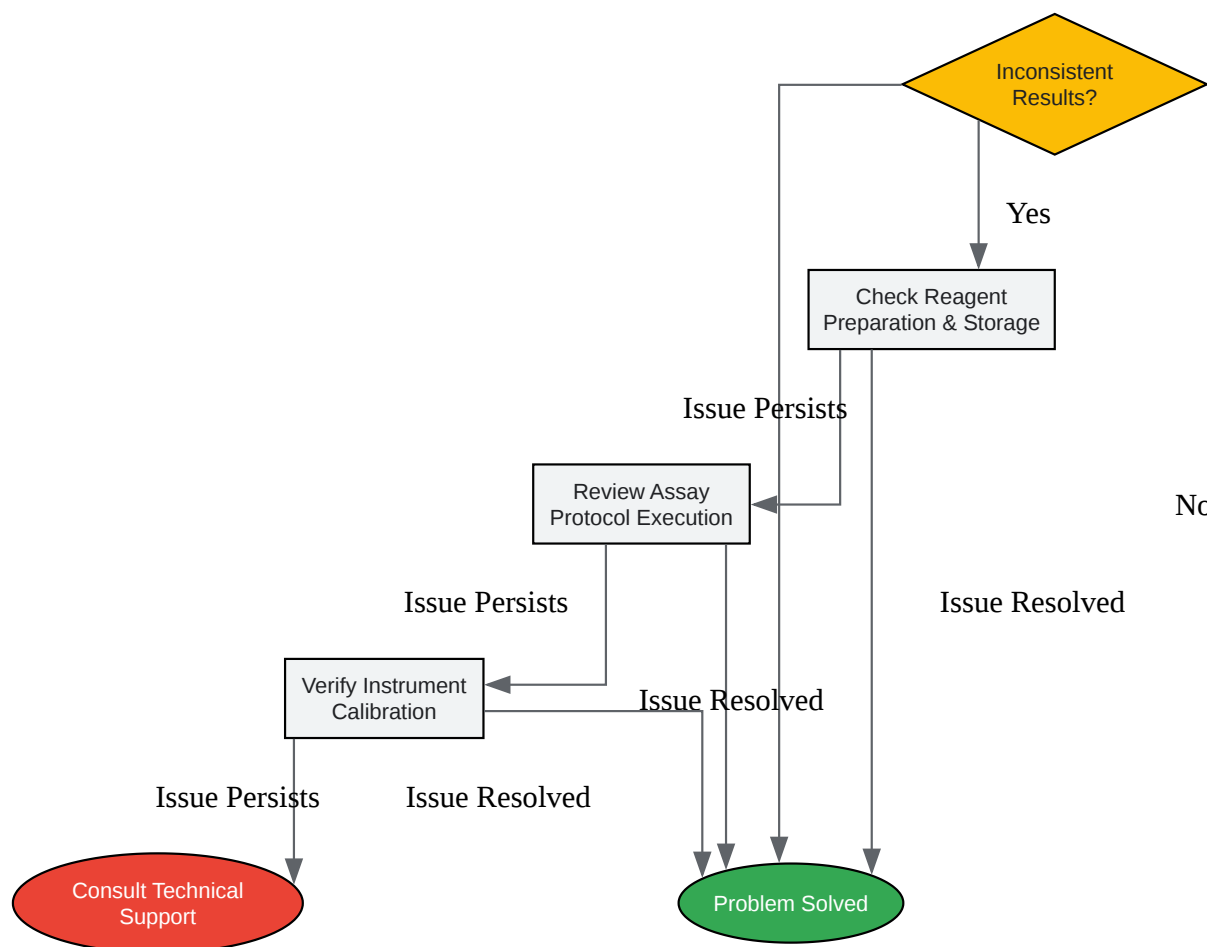 Inconsistent
Results?
Yes
Check Reagent
Preparation & Storage
Issue Persists
Review Assay
Protocol Execution
No
Issue Persists
Issue Resolved
Verify Instrument
Calibration
Issue Resolved
Issue Persists
Issue Resolved
Consult Technical
Support
Problem Solved